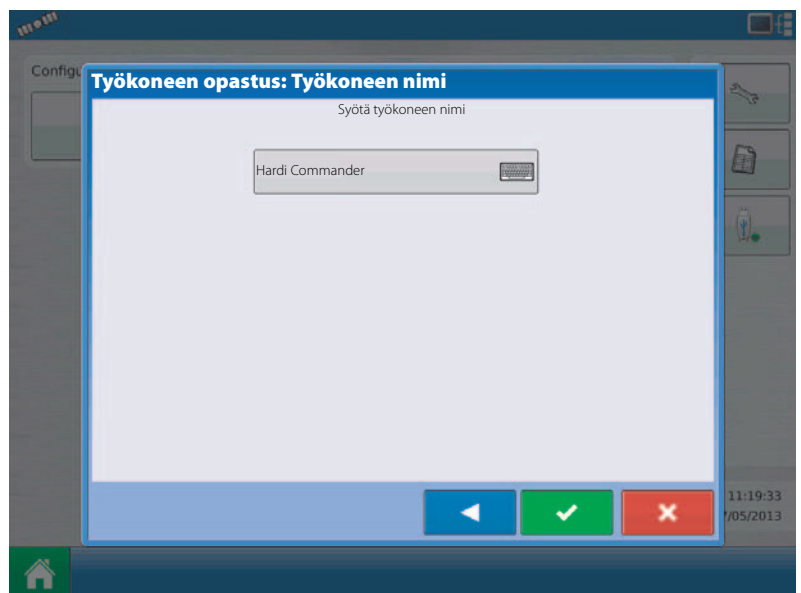 Configu
Työkoneen opastus: Työkoneen nimi
Syötä työkoneen nimi
Hardi Commander
11:19:33
/05/2013